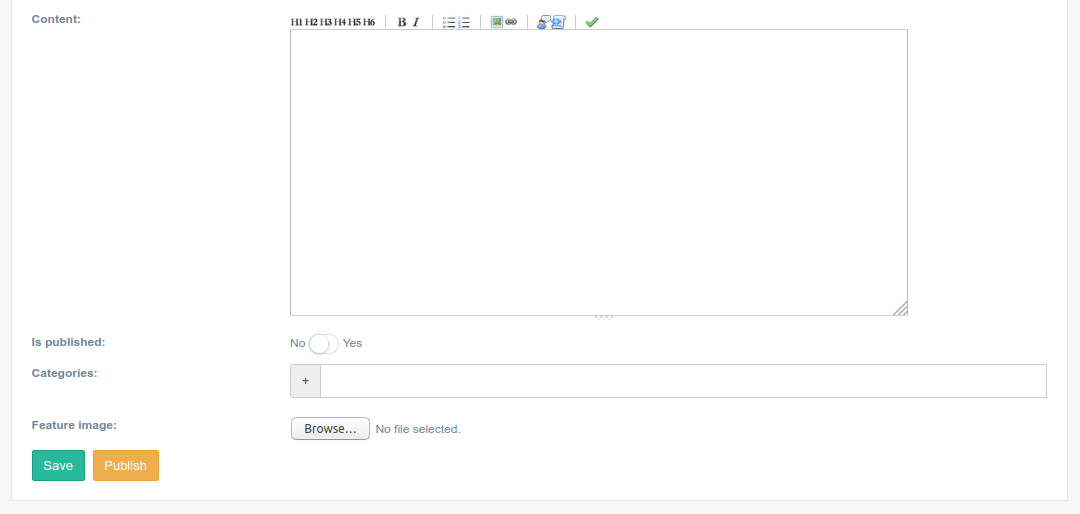 Content:
H1 H2 H3 H4 H5 H6 B I
Is published:
No Yes
Categories:
+
Feature image:
Browse... No file selected.
Save Publish